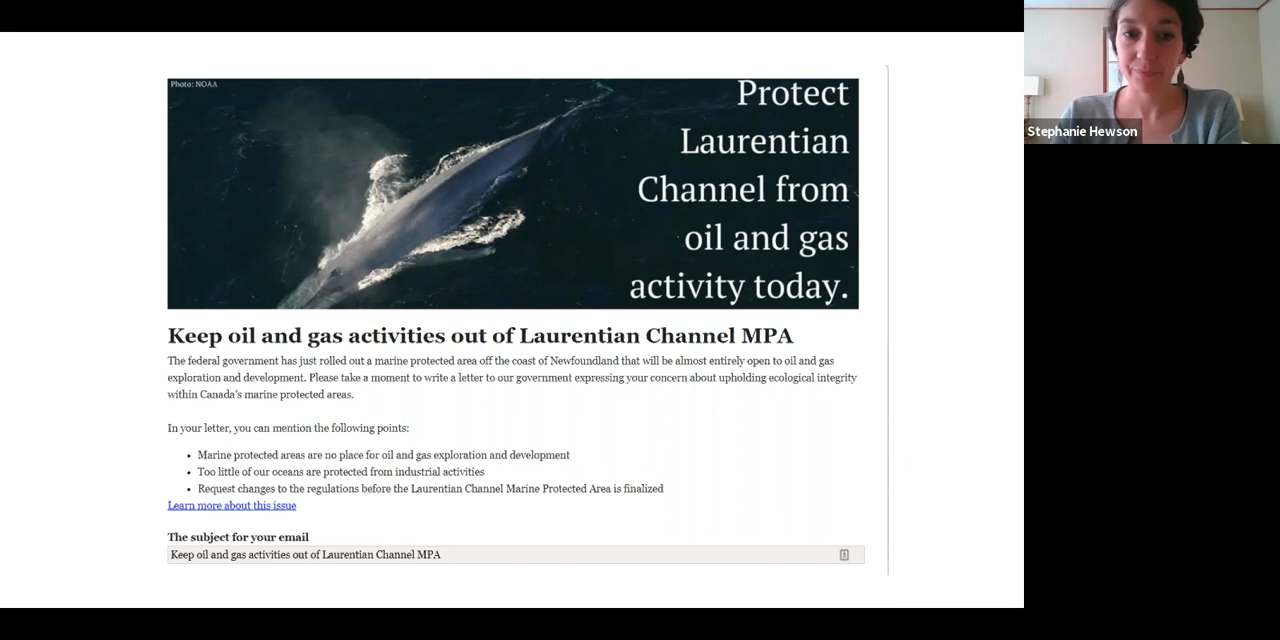 Photo: NOAA
Protect
Laurentian
Channel from
oil and gas
activity today.
Keep oil and gas activities out of Laurentian Channel MPA
The federal government has just rolled out a marine protected area off the coast of Newfoundland that will be almost entirely open to oil and gas
exploration and development. Please take a moment to write a letter to our government expressing your concern about upholding ecological integrity
within Canada's marine protected areas.
In your letter, you can mention the following points:
• Marine protected areas are no place for oil and gas exploration and development
• Too little of our oceans are protected from industrial activities
• Request changes to the regulations before the Laurentian Channel Marine Protected Area is finalized
Learn more about this issue
The subject for your email
Keep oil and gas activities out of Laurentian Channel MPA
Stephanie Hewson